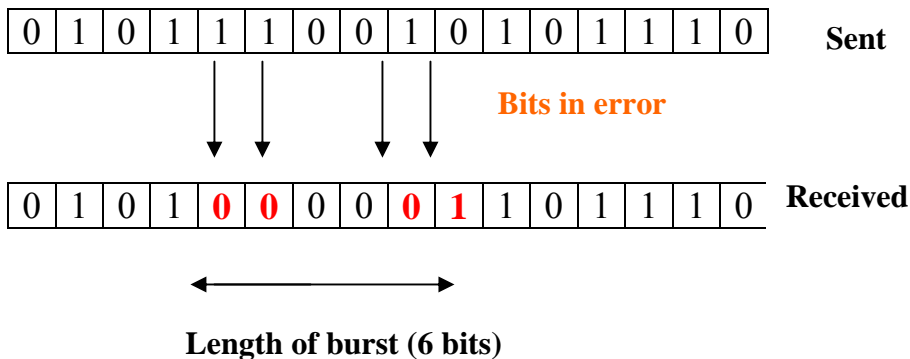 0 1 0 1 1 1 0 0 1 0 1 0 1 1 1 0 Sent
Bits in error
0 1 0 1 0 0 0 0 0 1 1 0 1 1 1 0 Received
Length of burst (6 bits)